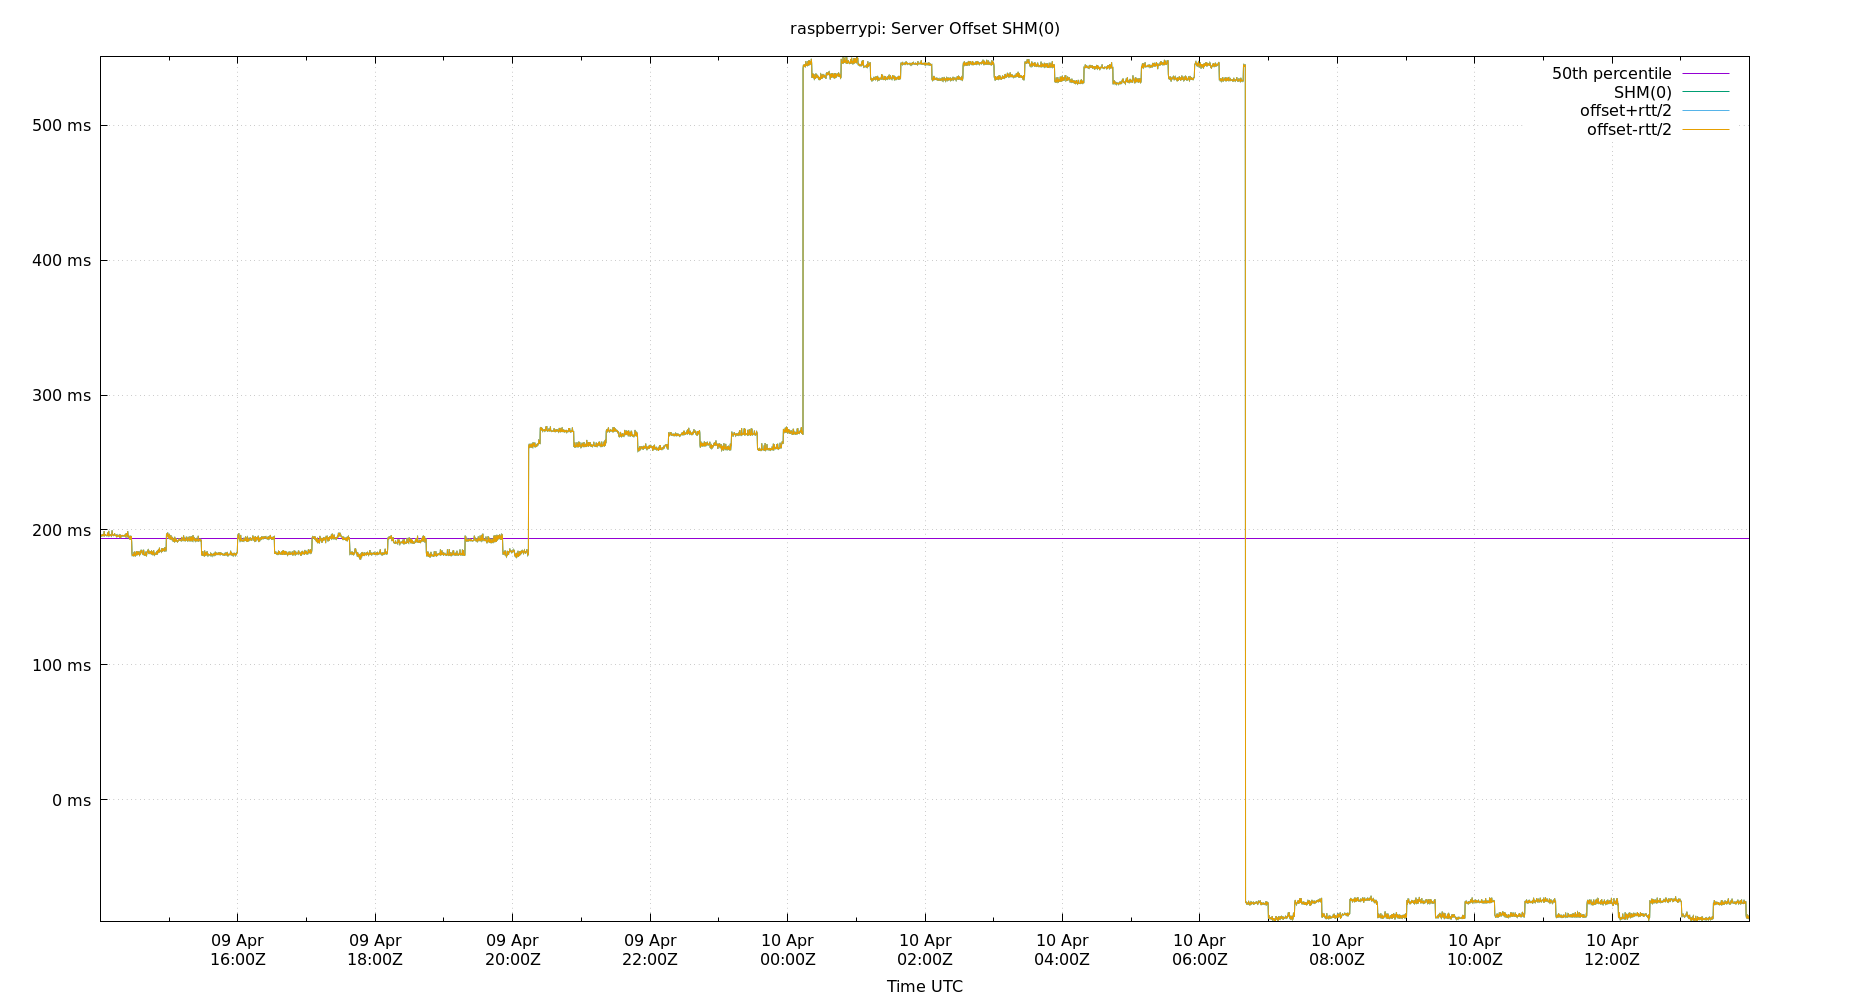 raspberrypi: Server Offset SHM(0)
50th percentile
SHM(0)
offset+rtt/2
offset-rtt/2
500 ms
400 ms
300 ms
200 ms
100 ms
0 ms
09 Apr 09 Apr 09 Apr 09 Apr 10 Apr 10 Apr 10 Apr 10 Apr 10 Apr 10 Apr 10 Apr
16:00Z 18:00Z 20:00Z 22:00Z 00:00Z 02:00Z 04:00Z 06:00Z 08:00Z 10:00Z 12:00Z
Time UTC